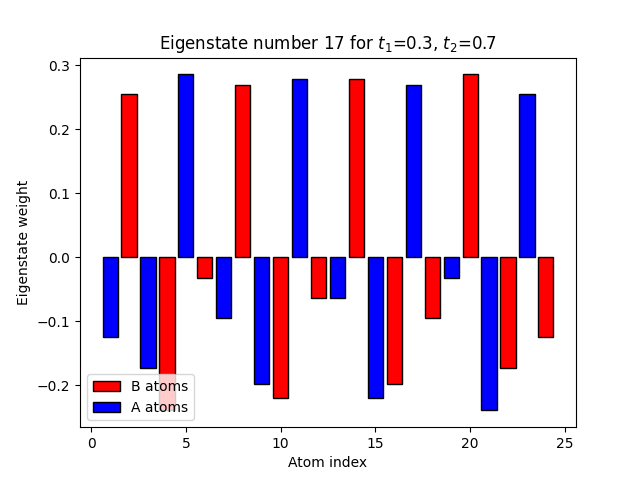 Eigenstate number 17 for t₁=0.3, t₂=0.7
Eigenstate weight
0.3
0.2
0.1
0.0
−0.1
−0.2
B atoms
A atoms
0 5 10 15 20 25
Atom index